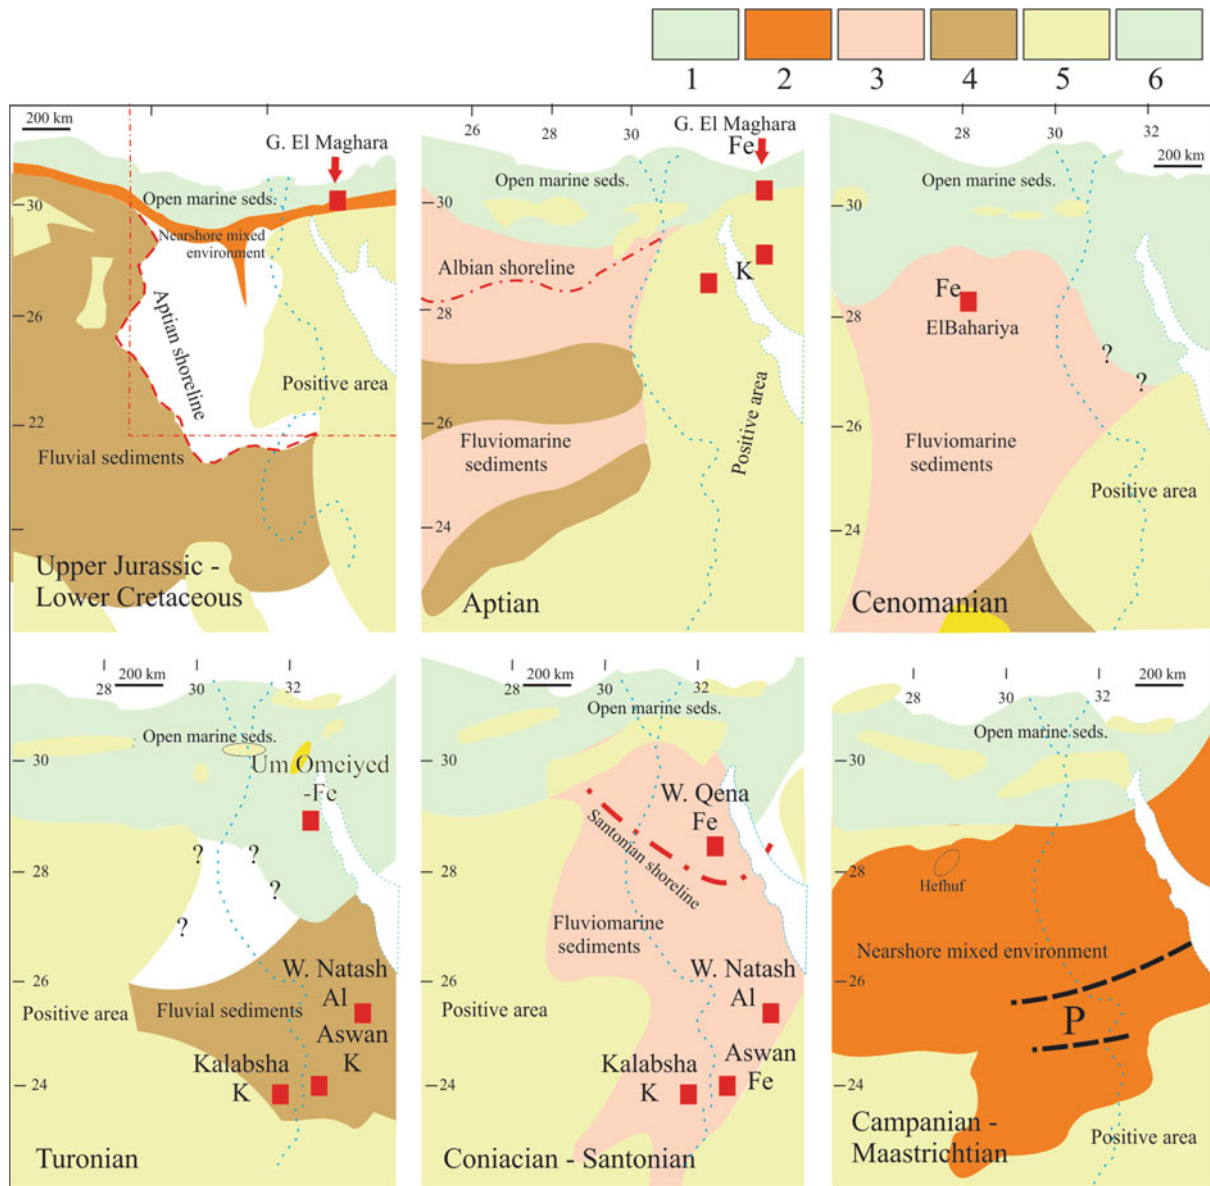 1 2 3 4 5 6
200 km
G. El Maghara
Open marine seds.
30
Nearshore mixed
environment
26
Aptian shoreline
Positive area
22
Fluvial sediments
Upper Jurassic -
Lower Cretaceous
26 30
200 km
G. El Maghara
Fe
Open marine seds.
30
Albian shoreline
K
28
Positive area
26
Fluviomarine
sediments
24
Aptian
28 30 32
200 km
Open marine seds.
30
Fe
ElBahariya
28
?
?
26
Fluviomarine
sediments
Positive area
24
Cenomanian
200 km
28 30 32
Open marine seds.
30
Um Omeiyed
-Fe
? ?
28
?
?
26
W. Natash
Al
Positive area
Fluvial sediments
Aswan
K
Kalabsha
K
24
Turonian
200 km
28 30 32
Open marine seds.
30
W. Qena
Fe
Santonian shoreline
28
Fluviomarine
sediments
26
W. Natash
Al
Positive area
Kalabsha
K
Aswan
Fe
24
Coniacian - Santonian
200 km
28 30 32
Open marine seds.
30
28
Hefhuf
Nearshore mixed environment
26
P
24
Campanian -
Maastrichtian
Positive area